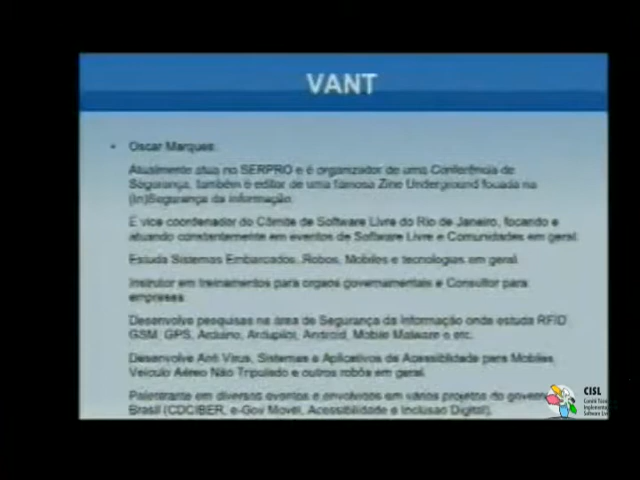 VANT
• Oscar Marques
Atualmente atua no SERPRO e é organizador de uma Conferência de
Segurança, também é editor de uma famosa Zine Underground focada na
(In)Segurança da informação.
É vice coordenador do Cômite de Software Livre do Rio de Janeiro, focando e
atuando constantemente em eventos de Software Livre e Comunidades em geral.
Estuda Sistemas Embarcados, Robos, Mobiles e tecnologias em geral.
Instrutor em treinamentos para orgãos governamentais e Consultor para
empresas
Desenvolve pesquisas na área de Segurança da Informação onde estuda RFID
GSM, GPS, Arduino, Ardupilot, Android, Mobile Malware e etc.
Desenvolve Anti Virus, Sistemas e Aplicativos de Acessibilidade para Mobiles,
Veículo Aéreo Não Tripulado e outros robôs em geral.
Palestrante em diversos eventos e envolvidos em vários projetos do govern
Brasil (CDCIBER, e-Gov Movel, Acessibilidade e Inclusao Digital).
CISL